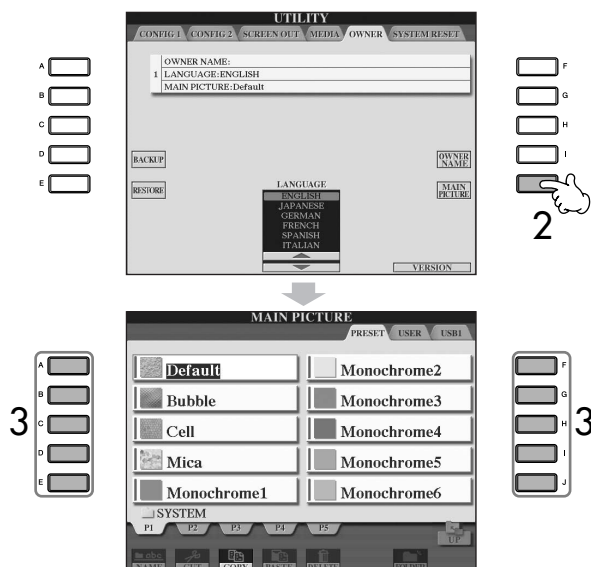 UTILITY
CONFIG 1 CONFIG 2 SCREEN OUT MEDIA OWNER SYSTEM RESET
OWNER NAME:
1 LANGUAGE:ENGLISH
MAIN PICTURE:Default
A
B
C
D
E
F
G
H
I
BACKUP
OWNER NAME
RESTORE
MAIN PICTURE
LANGUAGE
ENGLISH
JAPANESE
GERMAN
FRENCH
SPANISH
ITALIAN
VERSION
2
MAIN PICTURE
PRESET USER USB1
Default Monochrome2
Bubble Monochrome3
Cell Monochrome4
Mica Monochrome5
Monochrome1 Monochrome6
SYSTEM
P1 P2 P3 P4 P5
UP
abc
NAME CUT COPY PASTE DELETE FOLDER
3
A
B
C
D
E
3
F
G
H
I
J